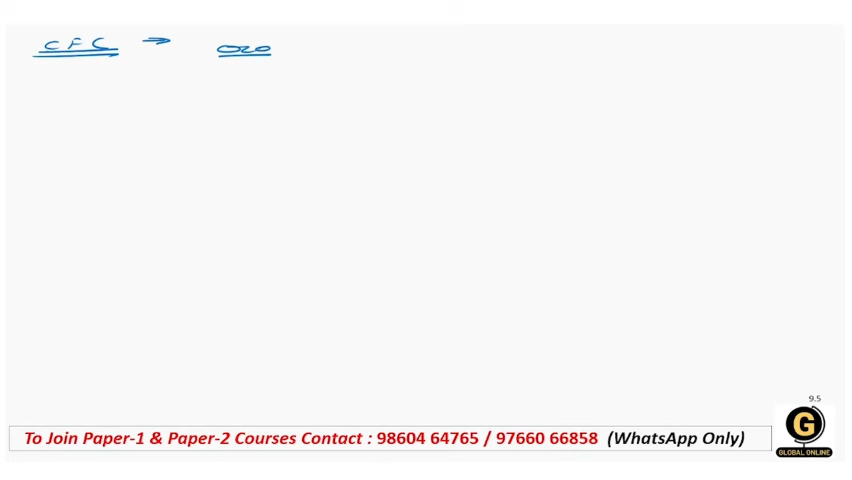 CFC → ozo
9.5
To Join Paper-1 & Paper-2 Courses Contact : 98604 64765 / 97660 66858 (WhatsApp Only)
G
GLOBAL ONLINE